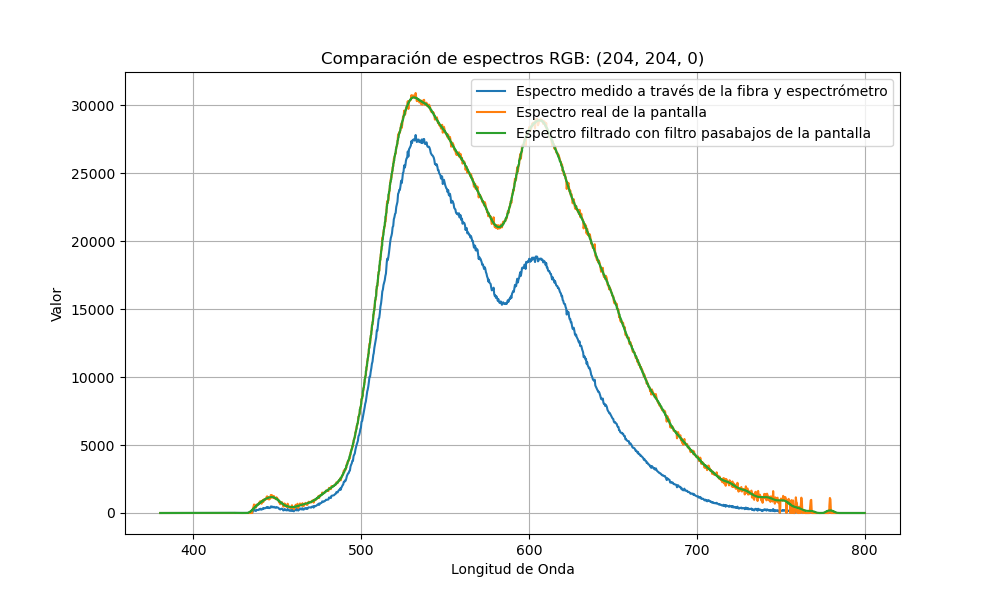 Comparación de espectros RGB: (204, 204, 0)
Espectro medido a través de la fibra y espectrómetro
Espectro real de la pantalla
Espectro filtrado con filtro pasabajos de la pantalla
Valor
30000
25000
20000
15000
10000
5000
0
400
500
600
700
800
Longitud de Onda